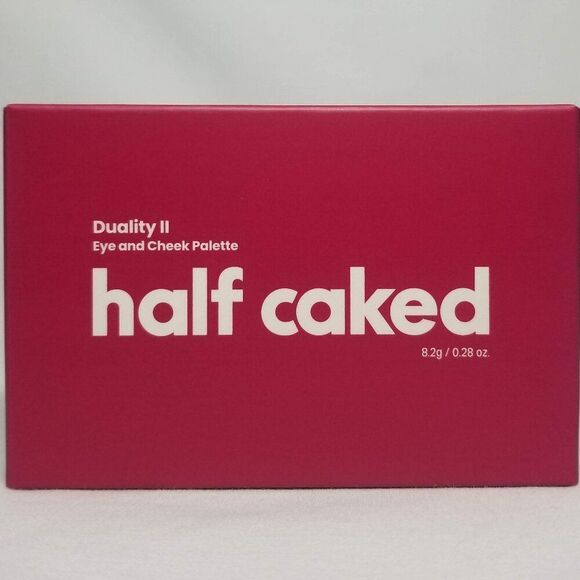 Duality II
Eye and Cheek Palette
half caked
8.2g / 0.28 oz.